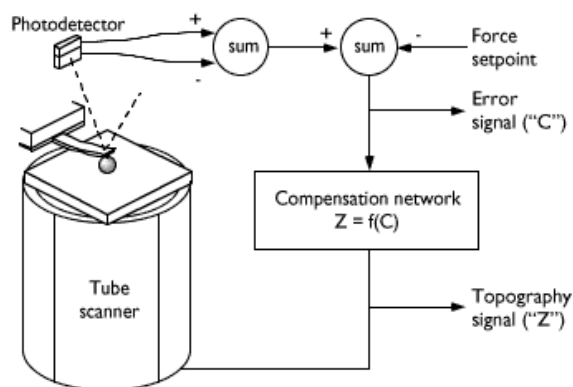 Photodetector
+
-
sum
+
sum
-
Force
setpoint
Error
signal ("C")
Compensation network
Z = f(C)
Tube
scanner
Topography
signal ("Z")